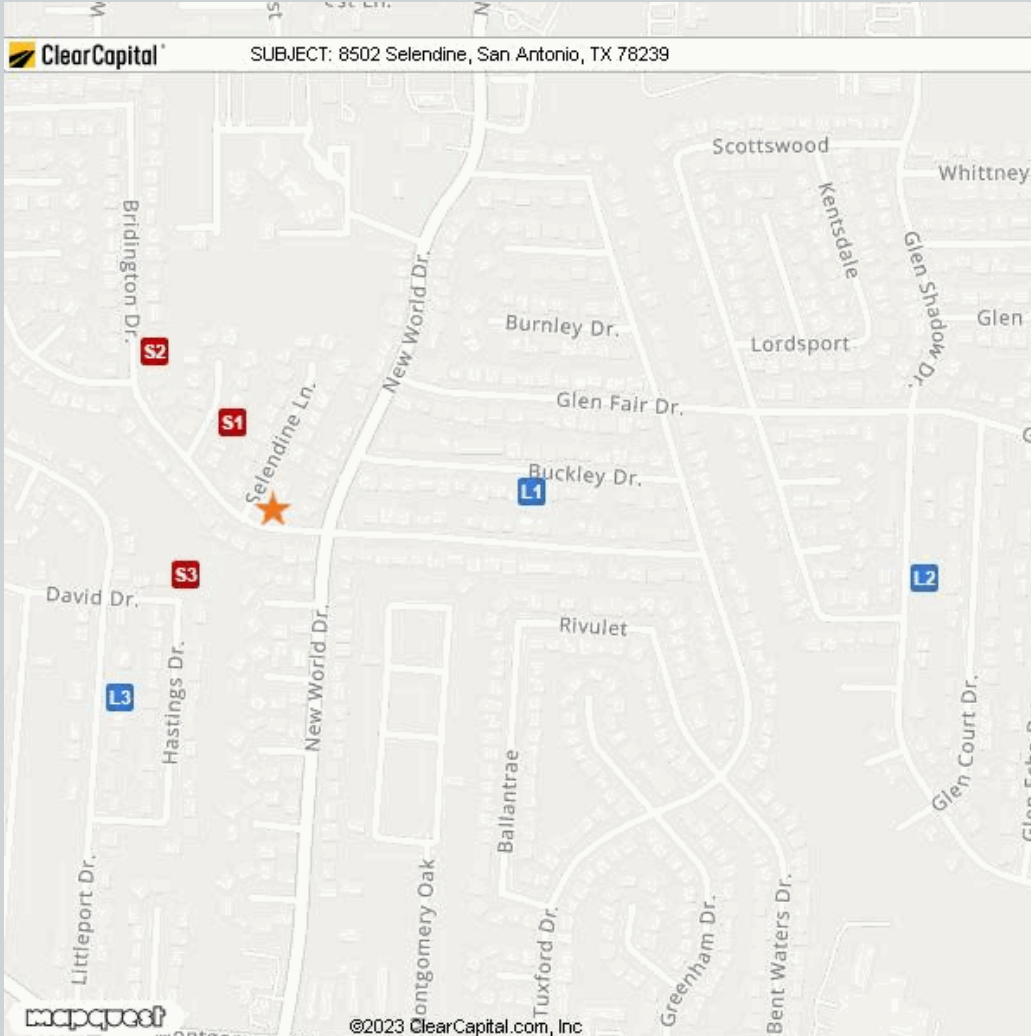 ClearCapital
SUBJECT: 8502 Selendine, San Antonio, TX 78239
Scottswood
Whittney
Kentsdale
Bridington Dr.
Glen Shadow Dr.
New World Dr.
Burnley Dr.
Glen
Lordsport
S2
Selendine Ln.
Glen Fair Dr.
S1
Buckley Dr.
L1
S3
L2
David Dr.
Rivulet
Hastings Dr.
New World Dr.
L3
Glen Court Dr.
Ballantrae
Littleport Dr.
Montgomery Oak
Tuxford Dr.
Greenham Dr.
Bent Waters Dr.
mapquest
©2023 ClearCapital.com, Inc